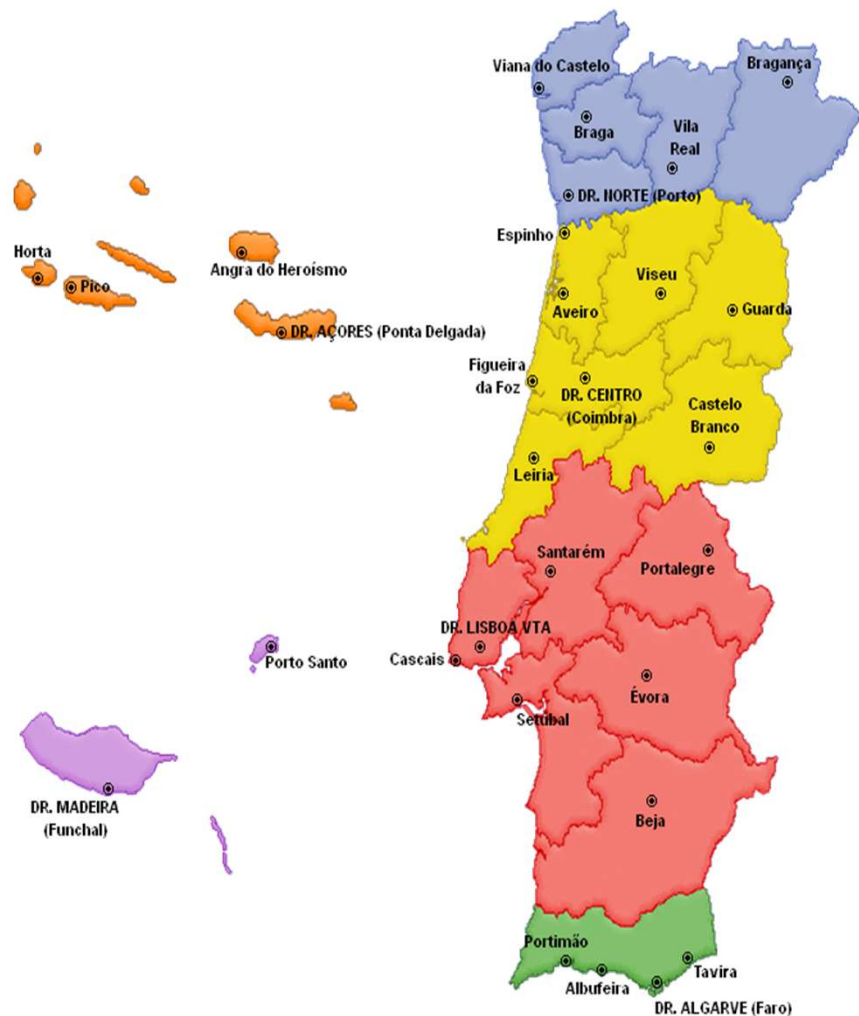 Viana do Castelo
Bragança
Braga
Vila
Real
DR. NORTE (Porto)
Espinho
Horta
Pico
Angra do Heroísmo
DR. AÇORES (Ponta Delgada)
Aveiro
Viseu
Guarda
Figueira
da Foz
DR. CENTRO
(Coimbra)
Castelo
Branco
Leiria
Santarém
Portalegre
DR. LISBOA VTA
Cascais
Porto Santo
Setúbal
Évora
DR. MADEIRA
(Funchal)
Beja
Portimão
Albufeira
Tavira
DR. ALGARVE (Faro)